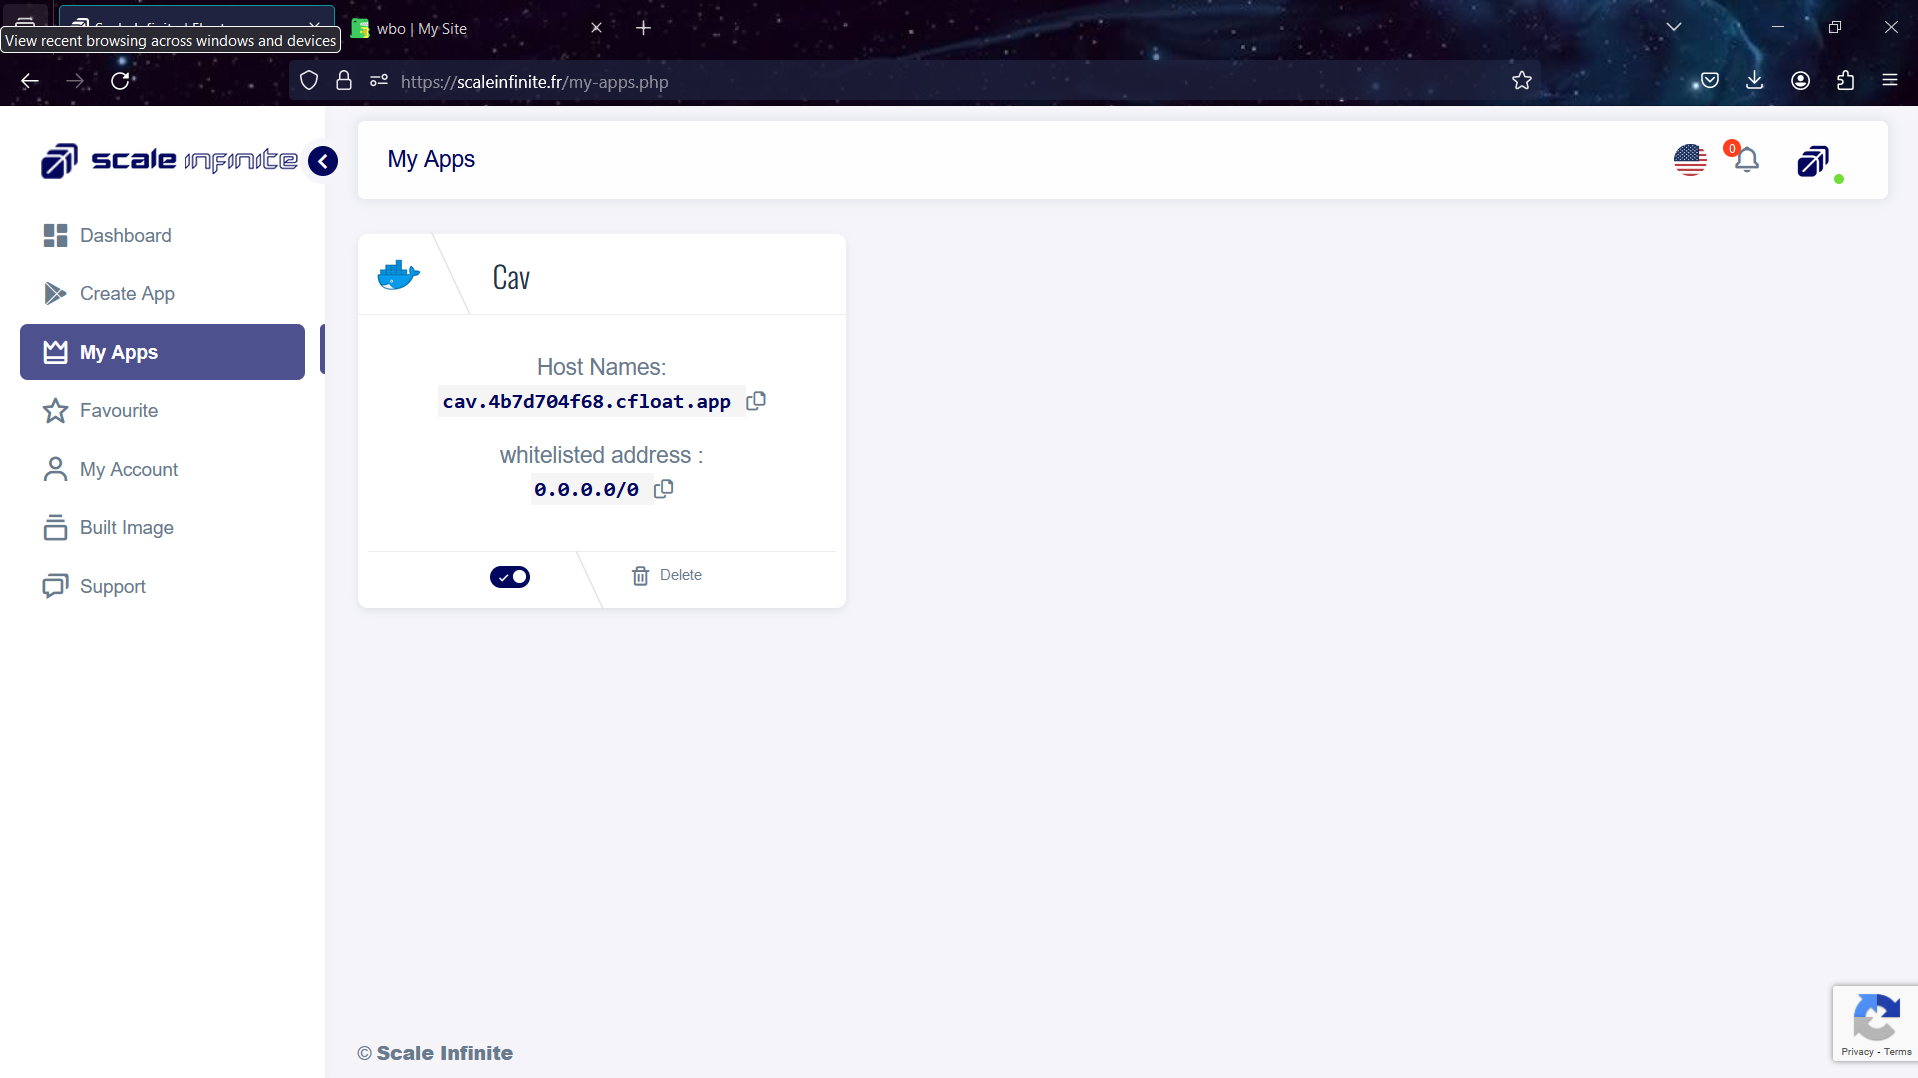 View recent browsing across windows and devices
wbo | My Site
https://scaleinfinite.fr/my-apps.php
scale infinite
My Apps
0
Dashboard
Create App
My Apps
Favourite
My Account
Built Image
Support
Cav
Host Names:
cav.4b7d704f68.cfloat.app
whitelisted address :
0.0.0.0/0
Delete
© Scale Infinite
Privacy - Terms